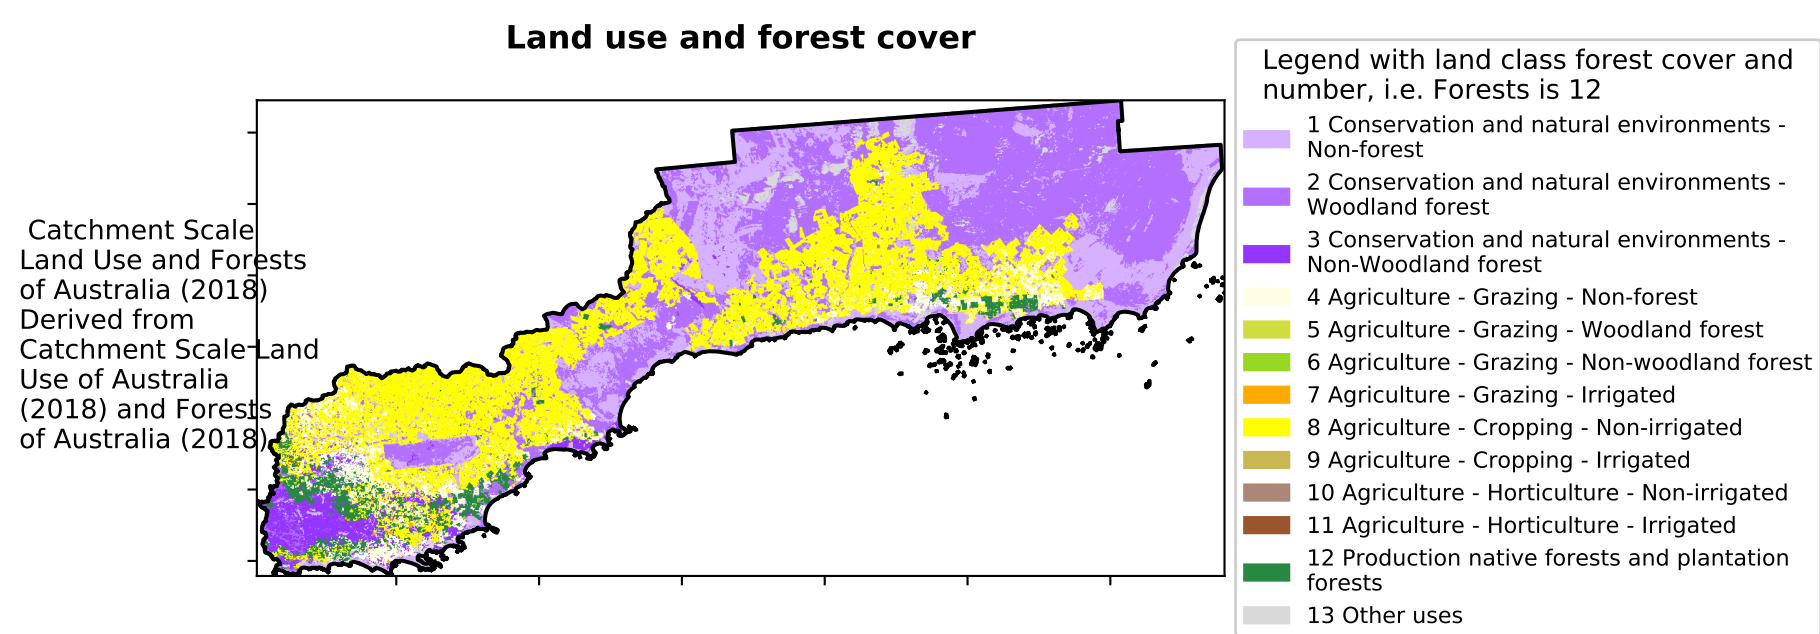 Land use and forest cover
Catchment Scale
Land Use and Forests
of Australia (2018)
Derived from
Catchment Scale Land
Use of Australia
(2018) and Forests
of Australia (2018)
Legend with land class forest cover and
number, i.e. Forests is 12
1 Conservation and natural environments -
Non-forest
2 Conservation and natural environments -
Woodland forest
3 Conservation and natural environments -
Non-Woodland forest
4 Agriculture - Grazing - Non-forest
5 Agriculture - Grazing - Woodland forest
6 Agriculture - Grazing - Non-woodland forest
7 Agriculture - Grazing - Irrigated
8 Agriculture - Cropping - Non-irrigated
9 Agriculture - Cropping - Irrigated
10 Agriculture - Horticulture - Non-irrigated
11 Agriculture - Horticulture - Irrigated
12 Production native forests and plantation
forests
13 Other uses